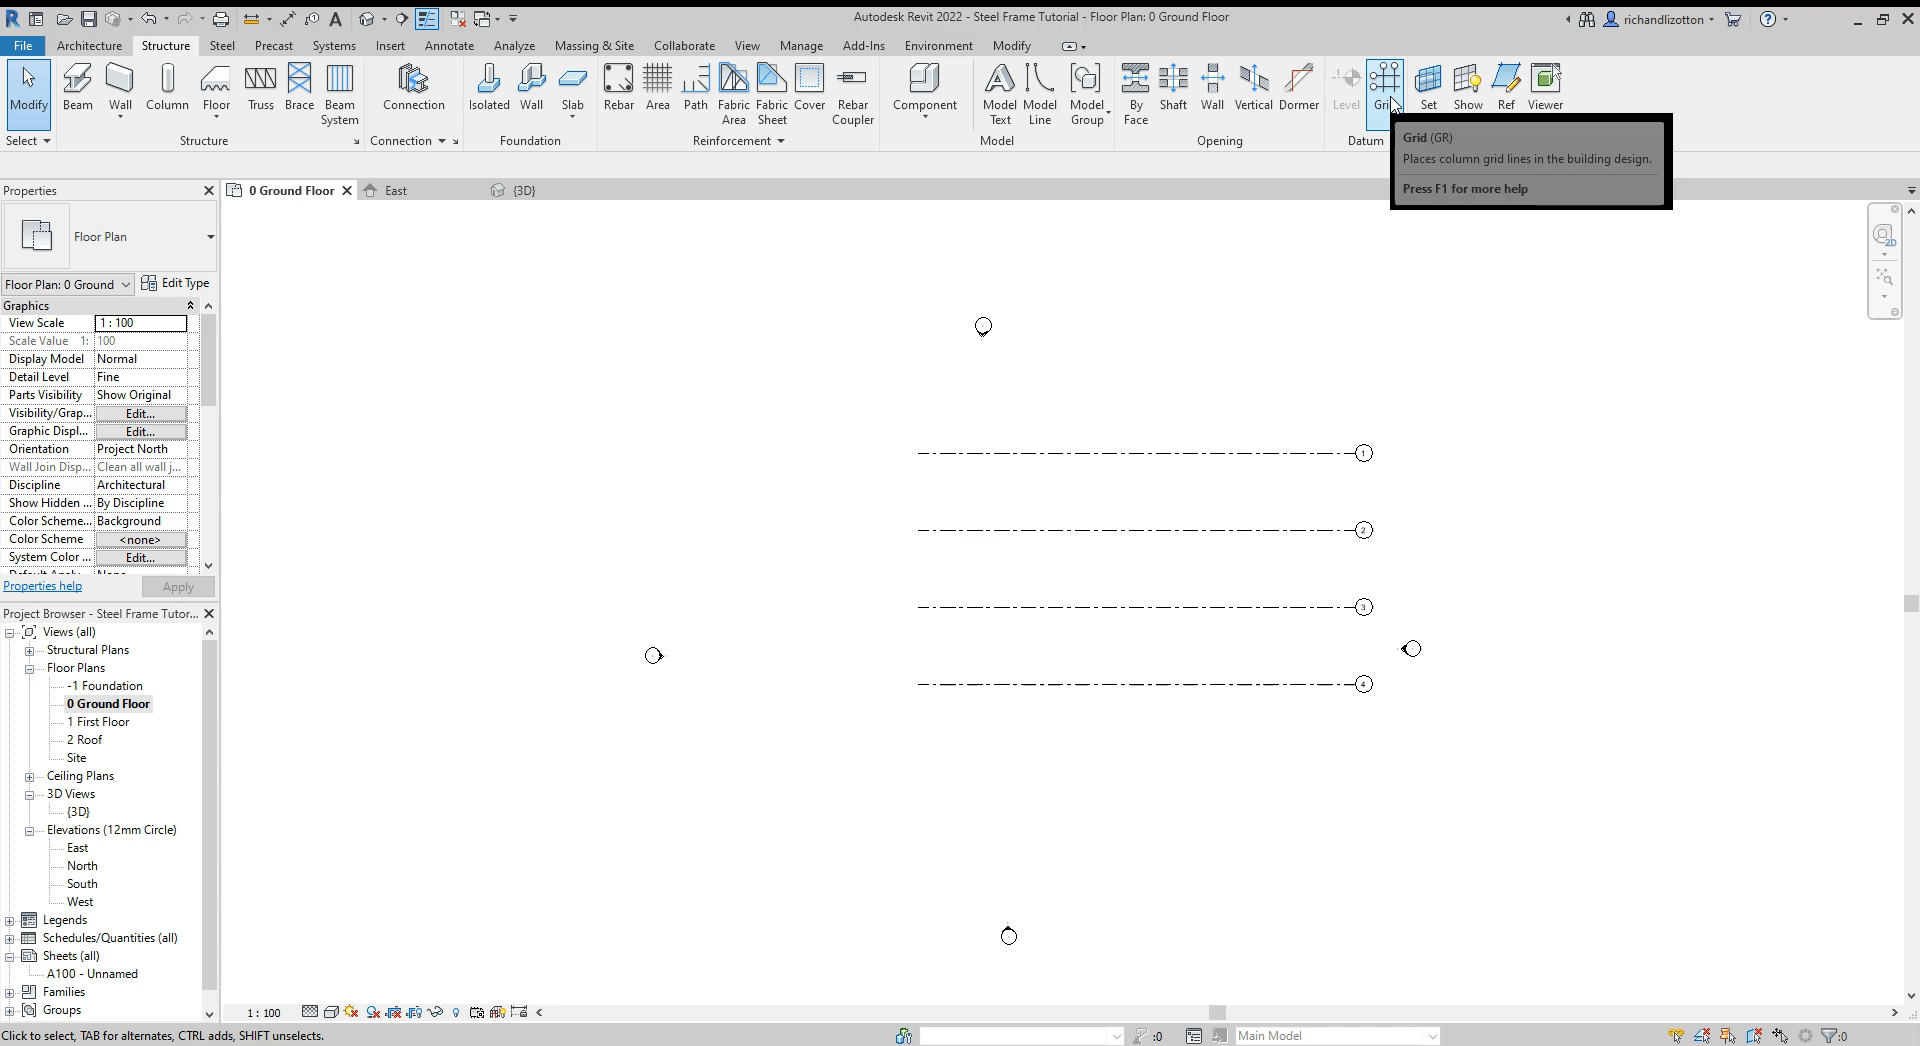 Autodesk Revit 2022 - Steel Frame Tutorial - Floor Plan: 0 Ground Floor
richandlizotton
File Architecture Structure Steel Precast Systems Insert Annotate Analyze Massing & Site Collaborate View Manage Add-Ins Environment Modify
Modify Beam Wall Column Floor Truss Brace Beam System Connection Isolated Wall Slab Rebar Area Path Fabric Area Fabric Sheet Cover Rebar Coupler Component Model Text Model Line Model Group By Face Shaft Wall Vertical Dormer Level Set Show Ref Viewer
Select Structure Connection Foundation Reinforcement Model Opening Datum
Grid (GR)
Places column grid lines in the building design.
Press F1 for more help
Properties
0 Ground Floor East {3D}
Floor Plan
Floor Plan: 0 Ground Edit Type
Graphics
View Scale 1 : 100
Scale Value 1: 100
Display Model Normal
Detail Level Fine
Parts Visibility Show Original
Visibility/Grap... Edit...
Graphic Displ... Edit...
Orientation Project North
Wall Join Disp... Clean all wall j...
Discipline Architectural
Show Hidden ... By Discipline
Color Scheme... Background
Color Scheme <none>
System Color ... Edit...
Properties help Apply
Project Browser - Steel Frame Tutor...
Views (all)
Structural Plans
Floor Plans
-1 Foundation
0 Ground Floor
1 First Floor
2 Roof
Site
Ceiling Plans
3D Views
{3D}
Elevations (12mm Circle)
East
North
South
West
Legends
Schedules/Quantities (all)
Sheets (all)
A100 - Unnamed
Families
Groups
2D
1
2
3
4
1 : 100
Click to select, TAB for alternates, CTRL adds, SHIFT unselects.
:0
Main Model
:0